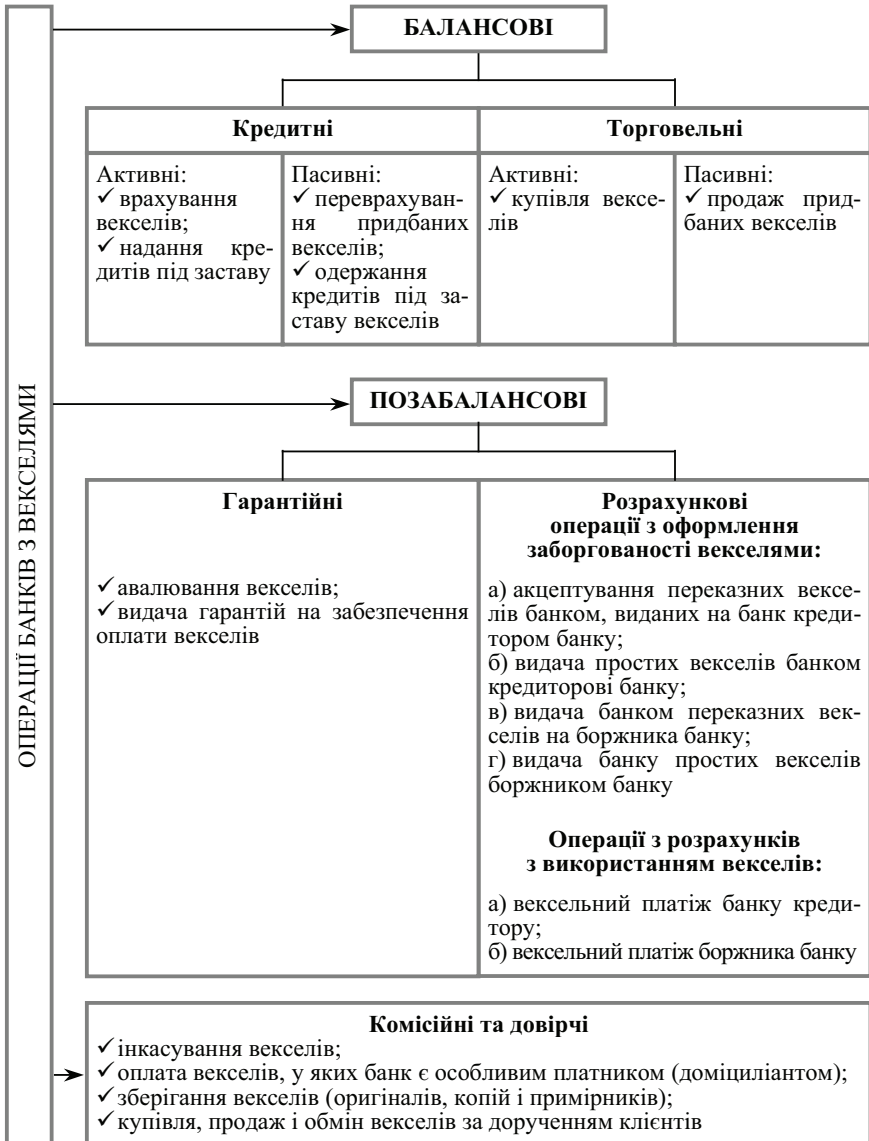 ОПЕРАЦІЇ БАНКІВ З ВЕКСЕЛЯМИ
БАЛАНСОВІ
Кредитні
Торговельні
Активні:
✓ врахування
векселів;
✓ надання кре-
дитів під заставу
Пасивні:
✓ переврахуван-
ня придбаних
векселів;
✓ одержання
кредитів під за-
ставу векселів
Активні:
✓ купівля вексе-
лів
Пасивні:
✓ продаж прид-
баних векселів
ПОЗАБАЛАНСОВІ
Гарантійні
✓ авалювання векселів;
✓ видача гарантій на забезпечення
оплати векселів
Розрахункові
операції з оформлення
заборгованості векселями:
а) акцептування переказних вексе-
лів банком, виданих на банк креди-
тором банку;
б) видача простих векселів банком
кредиторові банку;
в) видача банком переказних век-
селів на боржника банку;
г) видача банку простих векселів
боржником банку
Операції з розрахунків
з використанням векселів:
а) вексельний платіж банку креди-
тору;
б) вексельний платіж боржника банку
Комісійні та довірчі
✓ інкасування векселів;
✓ оплата векселів, у яких банк є особливим платником (доміциліантом);
✓ зберігання векселів (оригіналів, копій і примірників);
✓ купівля, продаж і обмін векселів за дорученням клієнтів